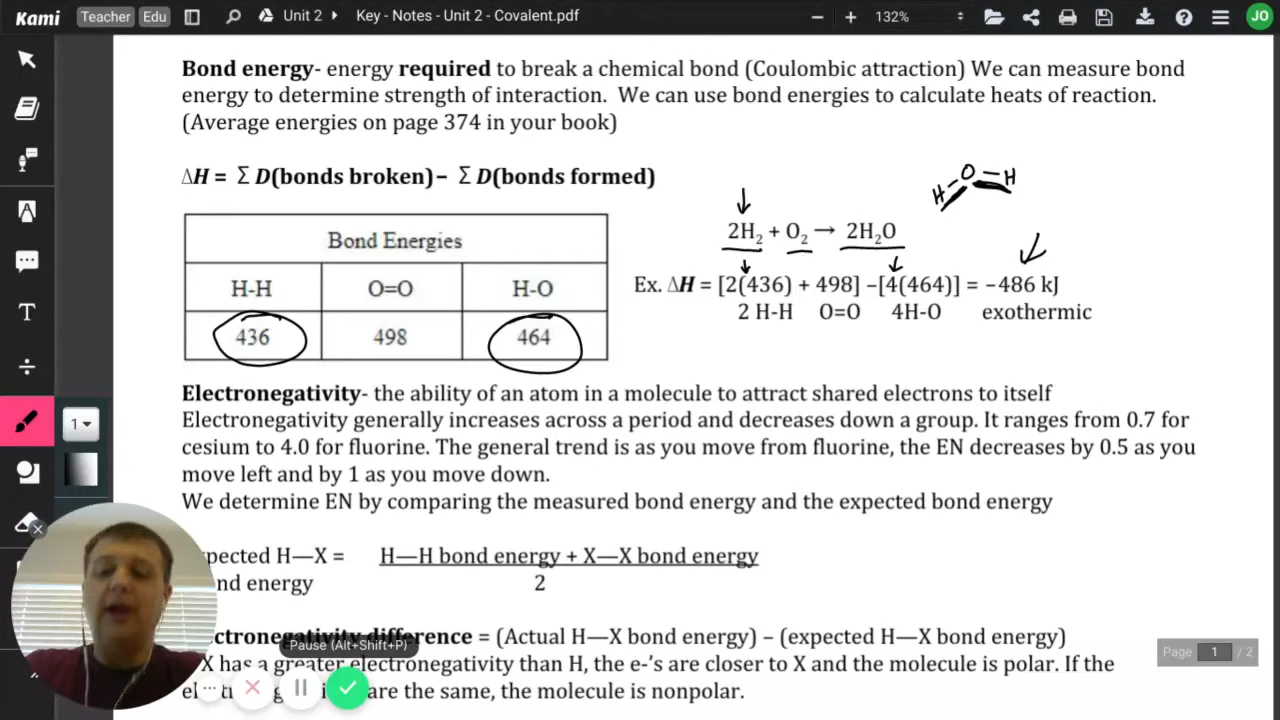 Kami Teacher Edu Unit 2 Key - Notes - Unit 2 - Covalent.pdf 132% JO
Bond energy- energy required to break a chemical bond (Coulombic attraction) We can measure bond
energy to determine strength of interaction. We can use bond energies to calculate heats of reaction.
(Average energies on page 374 in your book)
ΔH = Σ D(bonds broken)– Σ D(bonds formed)
H–O–H
Bond Energies
H-H O=O H-O
436 498 464
2H₂ + O₂ → 2H₂O
Ex. ΔH = [2(436) + 498] –[4(464)] = –486 kJ
2 H-H O=O 4H-O exothermic
Electronegativity- the ability of an atom in a molecule to attract shared electrons to itself
Electronegativity generally increases across a period and decreases down a group. It ranges from 0.7 for
cesium to 4.0 for fluorine. The general trend is as you move from fluorine, the EN decreases by 0.5 as you
move left and by 1 as you move down.
We determine EN by comparing the measured bond energy and the expected bond energy
1
pected H—X = H—H bond energy + X—X bond energy
nd energy 2
ctronegativity difference = (Actual H—X bond energy) – (expected H—X bond energy)
Pause (Alt+Shift+P)
Page 1 / 2
X has a greater electronegativity than H, the e-'s are closer to X and the molecule is polar. If the
are the same, the molecule is nonpolar.